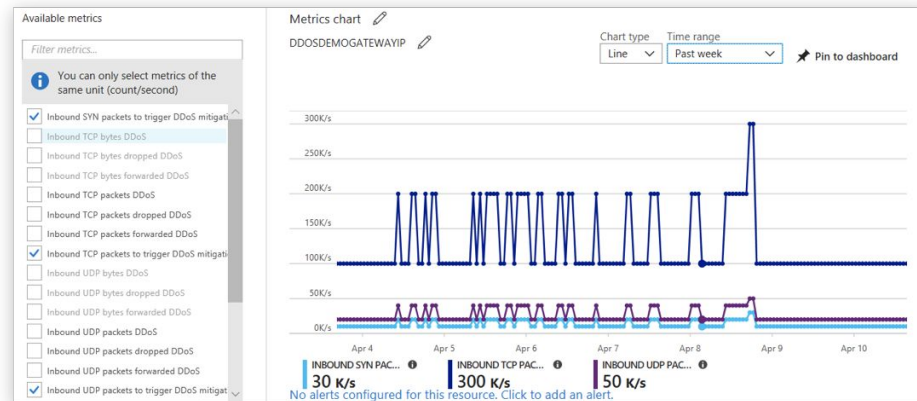 Available metrics
Filter metrics...
You can only select metrics of the
same unit (count/second)
Inbound SYN packets to trigger DDoS mitigati
Inbound TCP bytes DDoS
Inbound TCP bytes dropped DDoS
Inbound TCP bytes forwarded DDoS
Inbound TCP packets DDoS
Inbound TCP packets dropped DDoS
Inbound TCP packets forwarded DDoS
Inbound TCP packets to trigger DDoS mitigati
Inbound UDP bytes DDoS
Inbound UDP bytes dropped DDoS
Inbound UDP bytes forwarded DDoS
Inbound UDP packets DDoS
Inbound UDP packets dropped DDoS
Inbound UDP packets forwarded DDoS
Inbound UDP packets to trigger DDoS mitigat
Metrics chart
DDOSDEMOGATEWAYIP
Chart type Time range
Line Past week Pin to dashboard
300K/s
250K/s
200K/s
150K/s
100K/s
50K/s
0K/s
Apr 4 Apr 5 Apr 6 Apr 7 Apr 8 Apr 9 Apr 10
INBOUND SYN PAC... INBOUND TCP PAC... INBOUND UDP PAC...
30 K/s 300 K/s 50 K/s
No alerts configured for this resource. Click to add an alert.